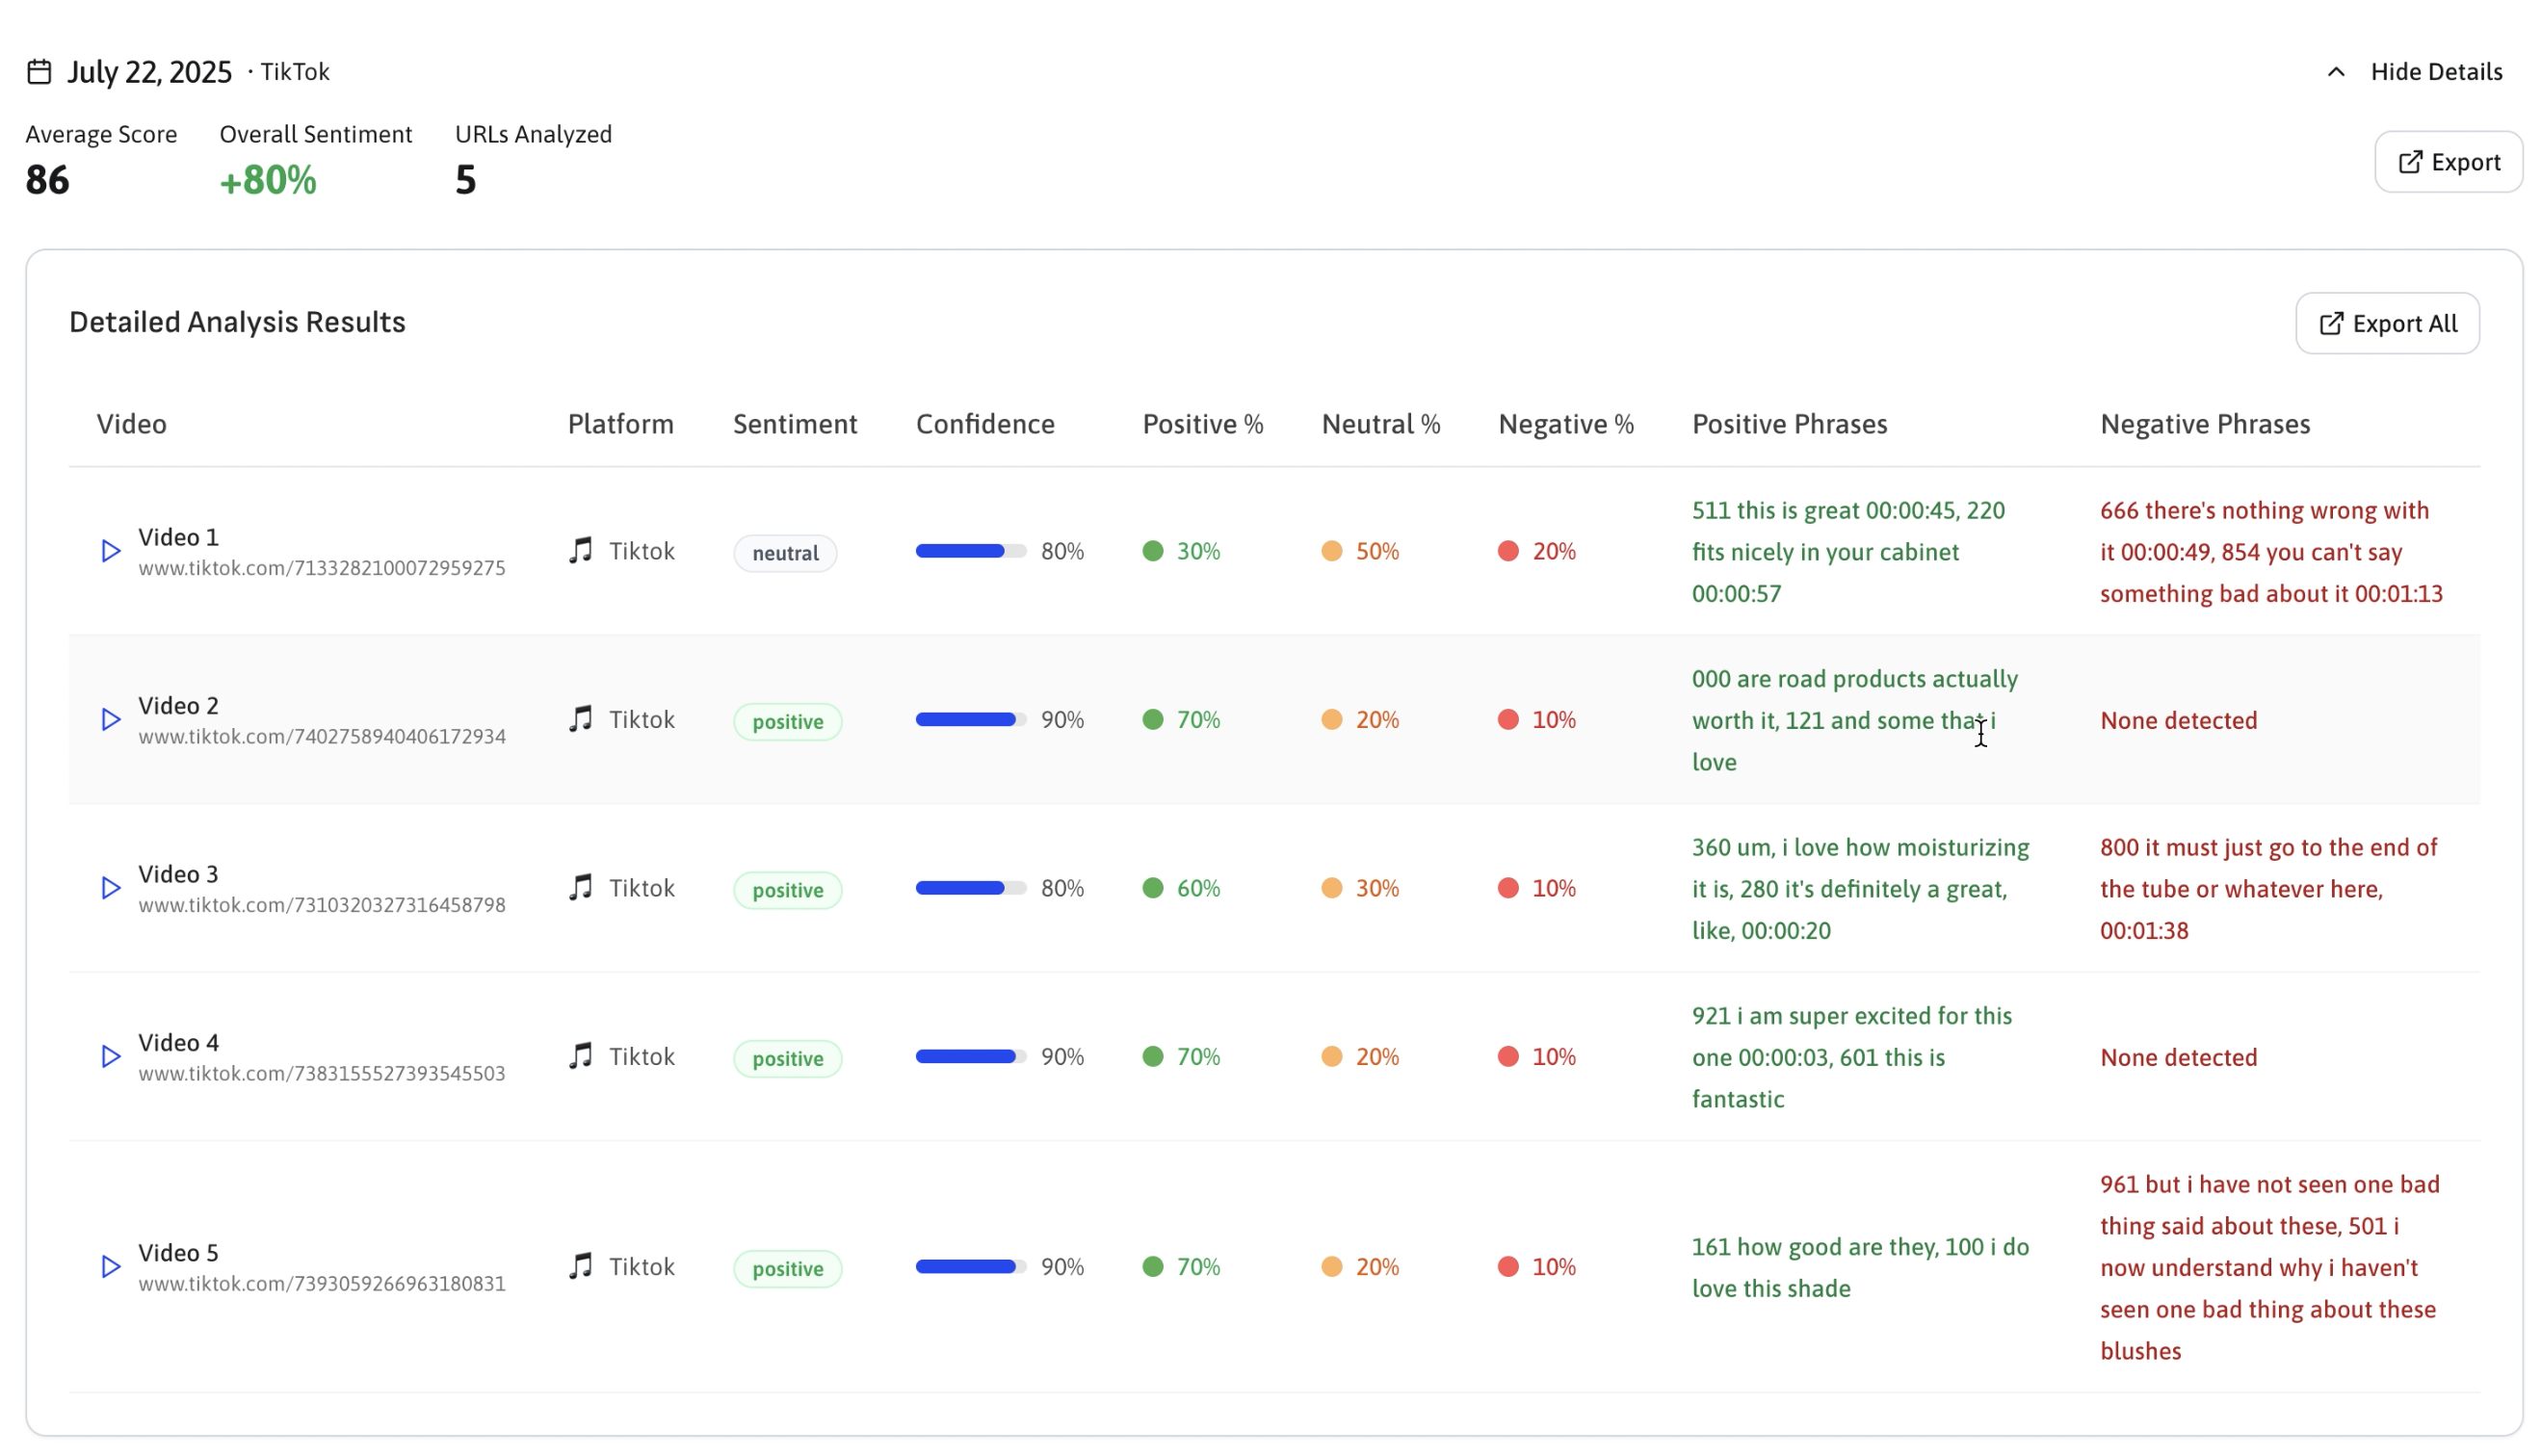 July 22, 2025 · TikTok
Hide Details
Average Score
Overall Sentiment
URLs Analyzed
86
+80%
5
Export
Detailed Analysis Results
Export All
Video
Platform
Sentiment
Confidence
Positive %
Neutral %
Negative %
Positive Phrases
Negative Phrases
Video 1
www.tiktok.com/7133282100072959275
Tiktok
neutral
80%
30%
50%
20%
511 this is great 00:00:45, 220
fits nicely in your cabinet
00:00:57
666 there's nothing wrong with
it 00:00:49, 854 you can't say
something bad about it 00:01:13
Video 2
www.tiktok.com/7402758940406172934
Tiktok
positive
90%
70%
20%
10%
000 are road products actually
worth it, 121 and some that i
love
None detected
Video 3
www.tiktok.com/7310320327316458798
Tiktok
positive
80%
60%
30%
10%
360 um, i love how moisturizing
it is, 280 it's definitely a great,
like, 00:00:20
800 it must just go to the end of
the tube or whatever here,
00:01:38
Video 4
www.tiktok.com/7383155527393545503
Tiktok
positive
90%
70%
20%
10%
921 i am super excited for this
one 00:00:03, 601 this is
fantastic
None detected
Video 5
www.tiktok.com/7393059266963180831
Tiktok
positive
90%
70%
20%
10%
161 how good are they, 100 i do
love this shade
961 but i have not seen one bad
thing said about these, 501 i
now understand why i haven't
seen one bad thing about these
blushes